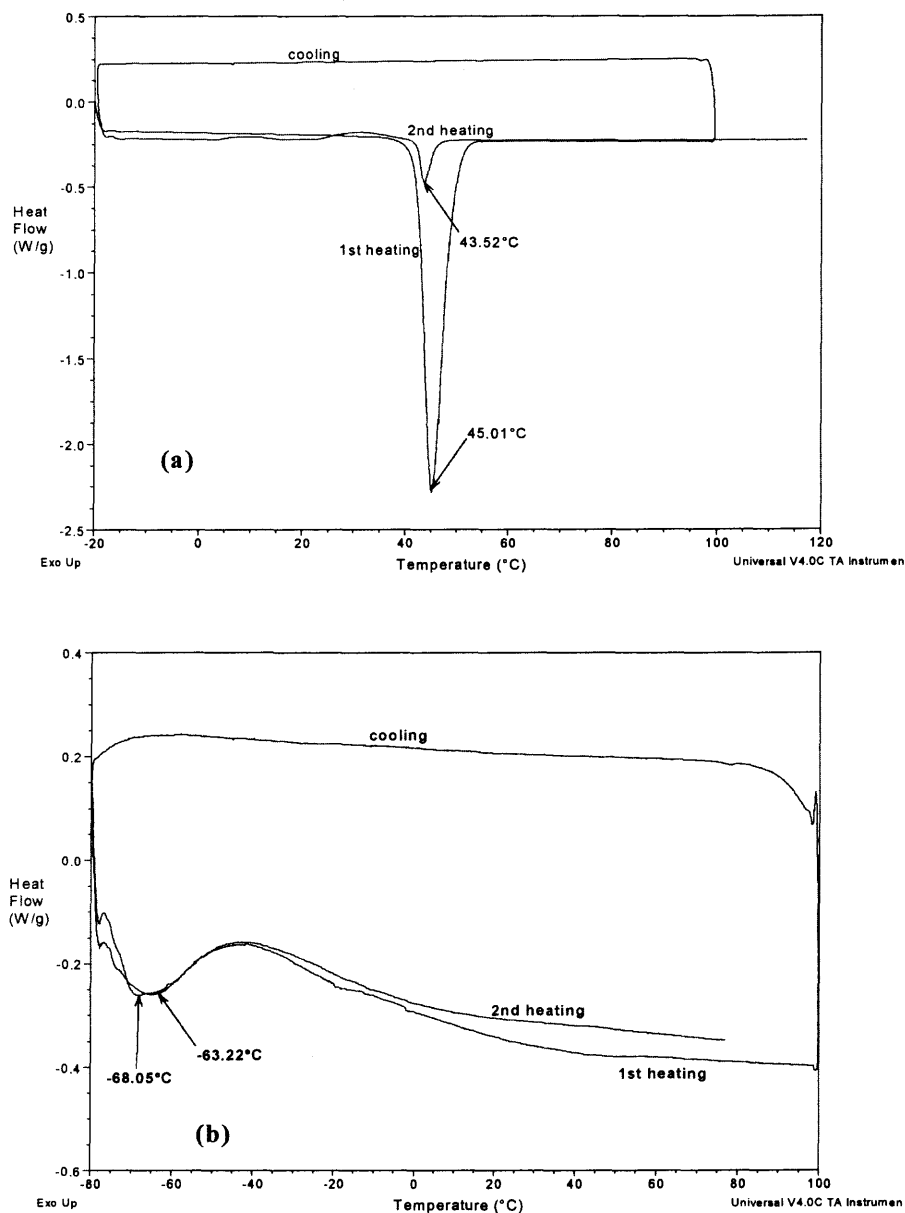 0.5
cooling
0.0
2nd heating
-0.5
Heat
Flow
(W/g)
43.52°C
1st heating
-1.0
-1.5
45.01°C
(a)
-2.0
-2.5
-20 0 20 40 60 80 100 120
Exo Up Temperature (°C) Universal V4.0C TA Instrumen
0.4
cooling
0.2
0.0
Heat
Flow
(W/g)
-0.2
2nd heating
-63.22°C
1st heating
-68.05°C
-0.4
(b)
-0.6
-80 -60 -40 -20 0 20 40 60 80 100
Exo Up Temperature (°C) Universal V4.0C TA Instrumen